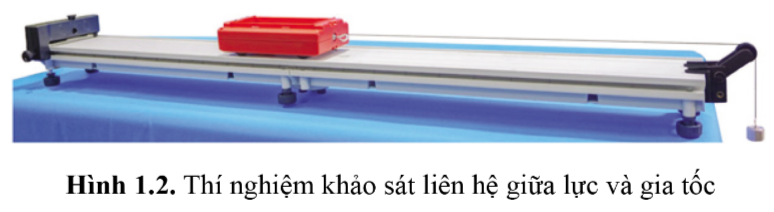 Hình 1.2. Thí nghiệm khảo sát liên hệ giữa lực và gia tốc